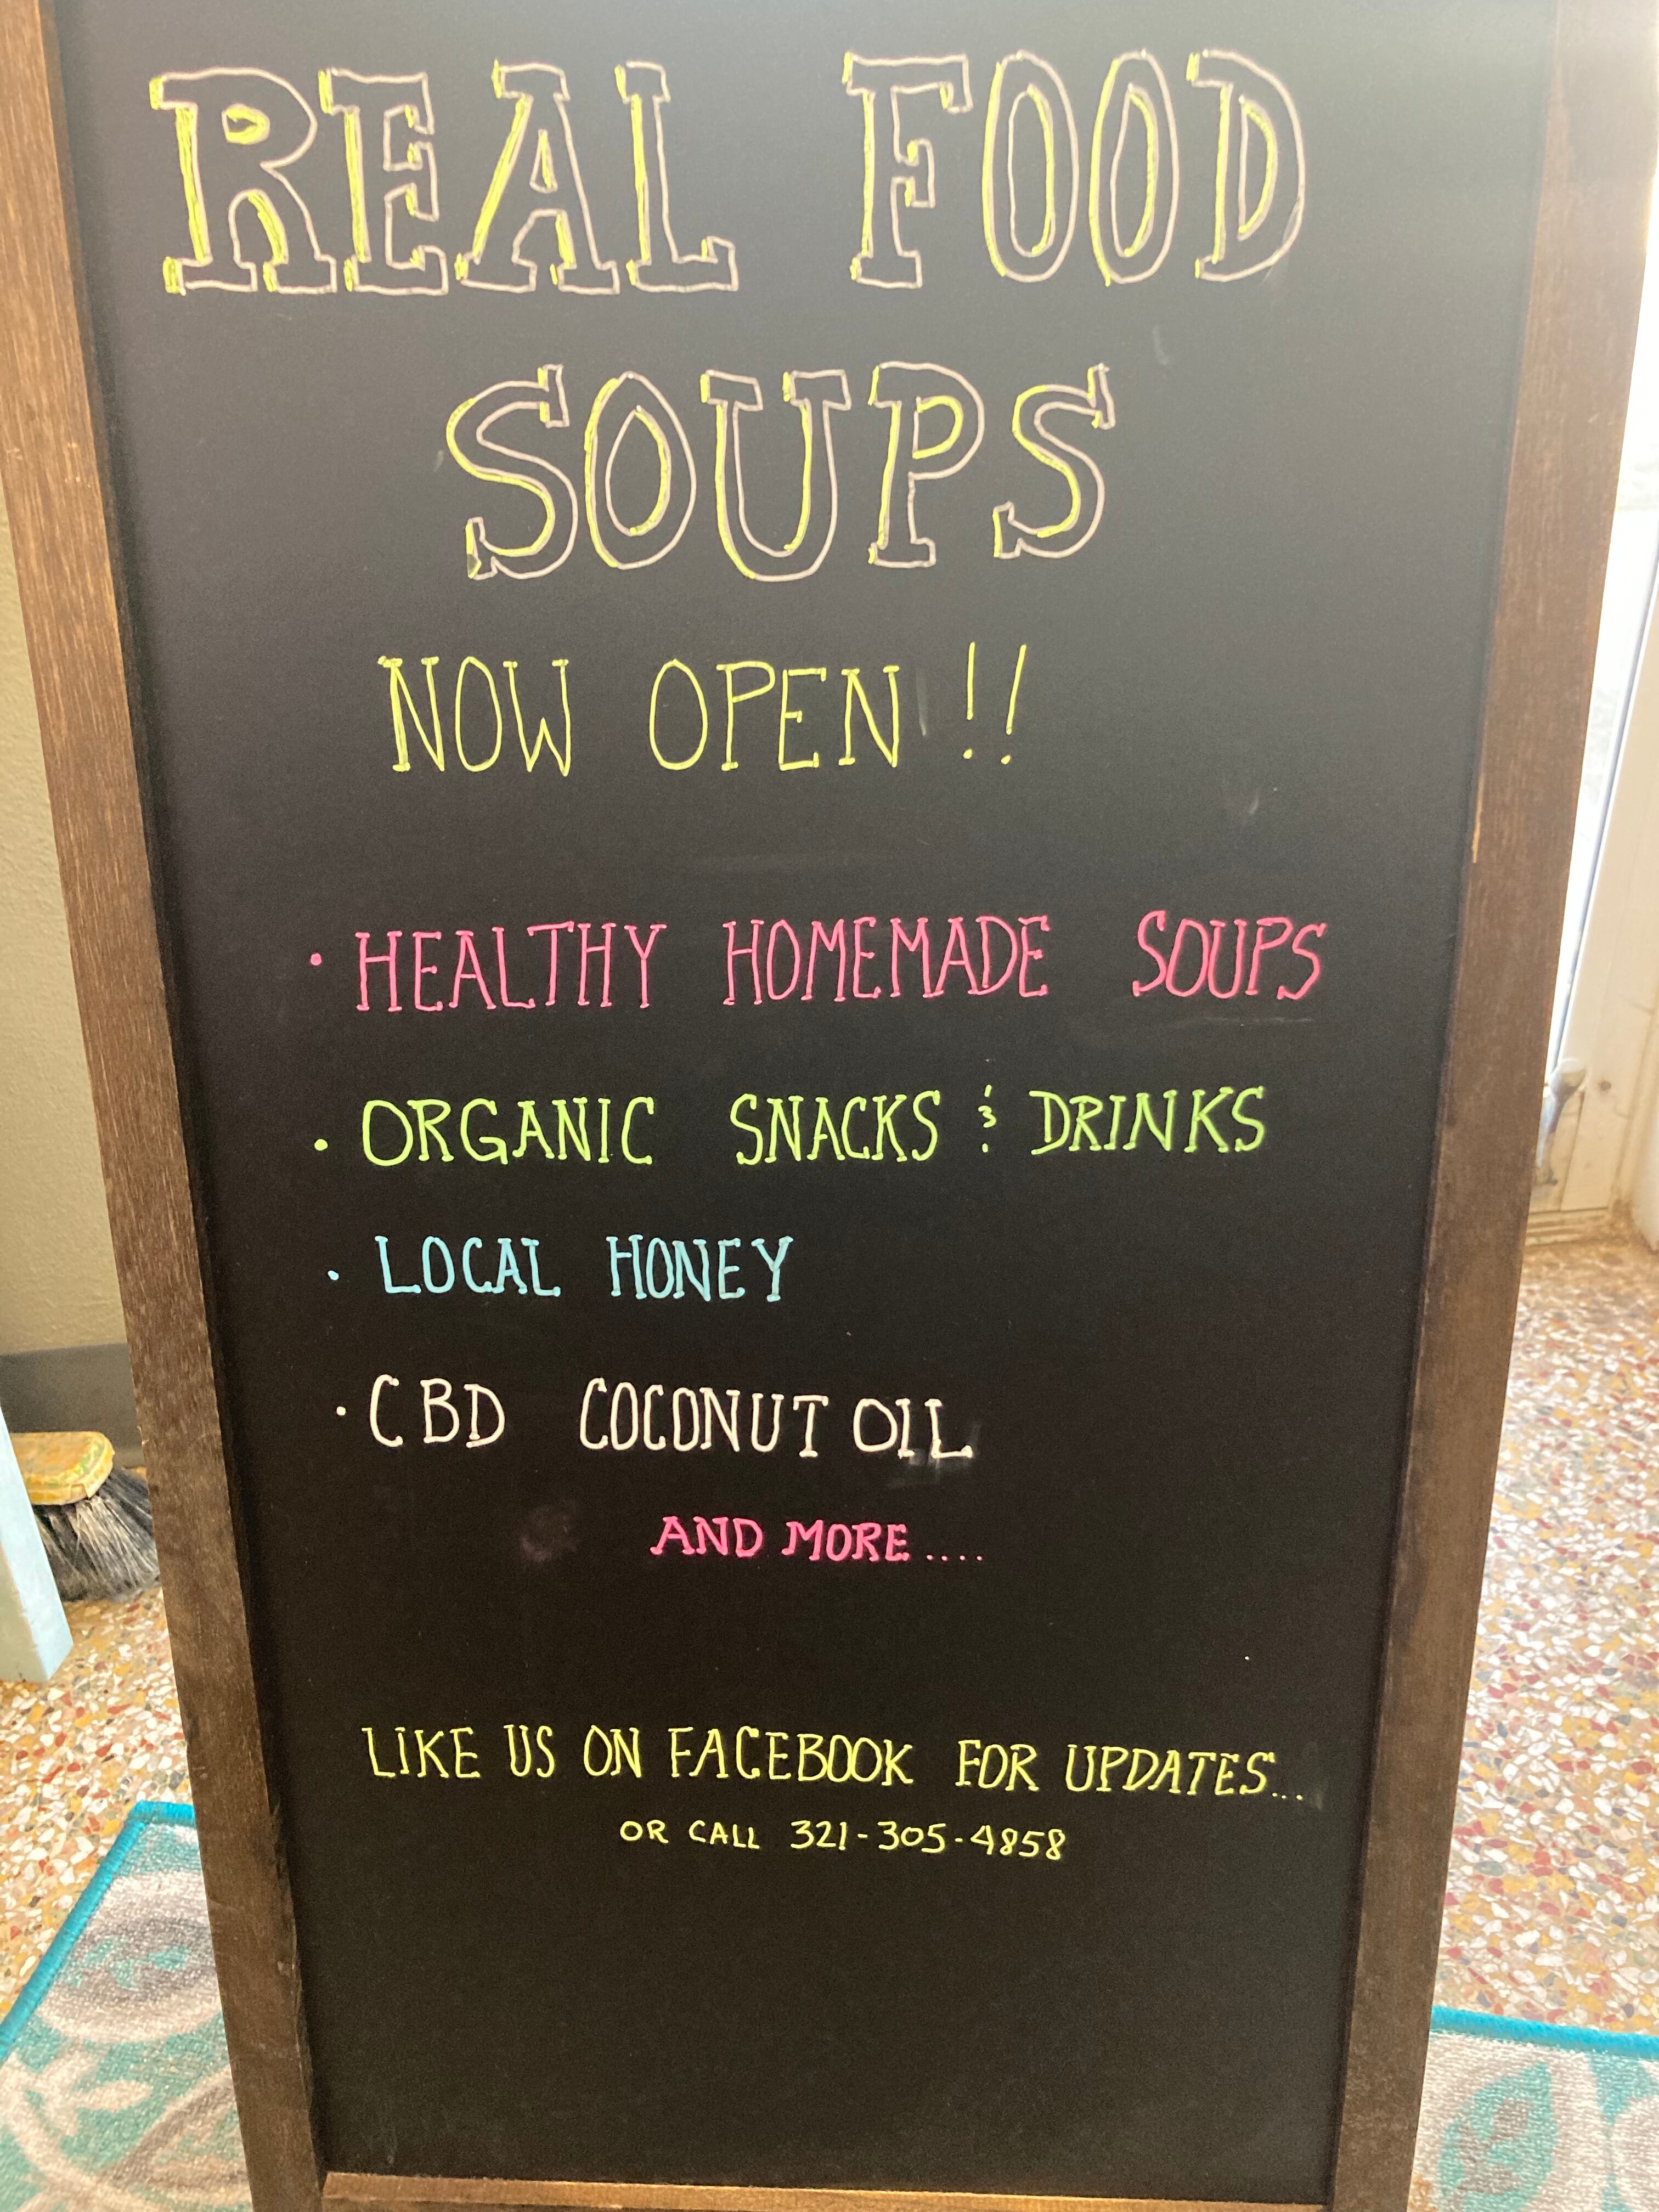 REAL FOOD
SOUPS
NOW OPEN !!
· HEALTHY HOMEMADE SOUPS
· ORGANIC SNACKS & DRINKS
· LOCAL HONEY
· CBD COCONUT OIL
AND MORE ....
LIKE US ON FACEBOOK FOR UPDATES...
OR CALL 321-305-4858